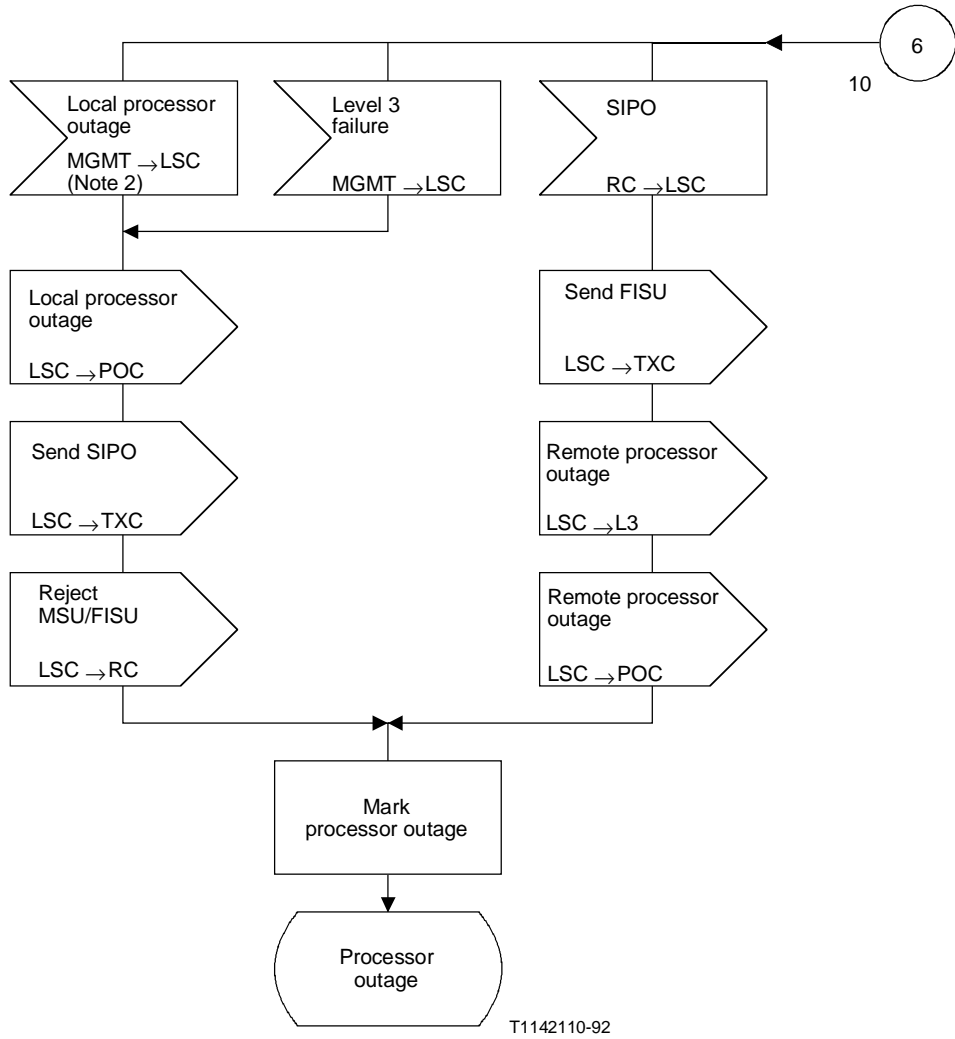 6
10
Local processor
outage
MGMT → LSC
(Note 2)
Level 3
failure
MGMT → LSC
SIPO
RC → LSC
Local processor
outage
LSC → POC
Send FISU
LSC → TXC
Send SIPO
LSC → TXC
Remote processor
outage
LSC → L3
Reject
MSU/FISU
LSC → RC
Remote processor
outage
LSC → POC
Mark
processor outage
Processor
outage
T1142110-92